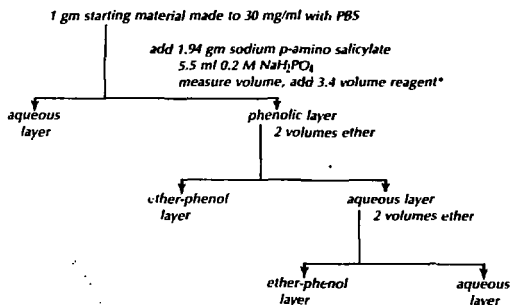 1 gm starting material made to 30 mg/ml with PBS
add 1.94 gm sodium p-amino salicylate
5.5 ml 0.2 M NaH2PO4
measure volume, add 3.4 volume reagent*
aqueous
layer
phenolic layer
2 volumes ether
ether-phenol
layer
aqueous layer
2 volumes ether
ether-phenol
layer
aqueous
layer